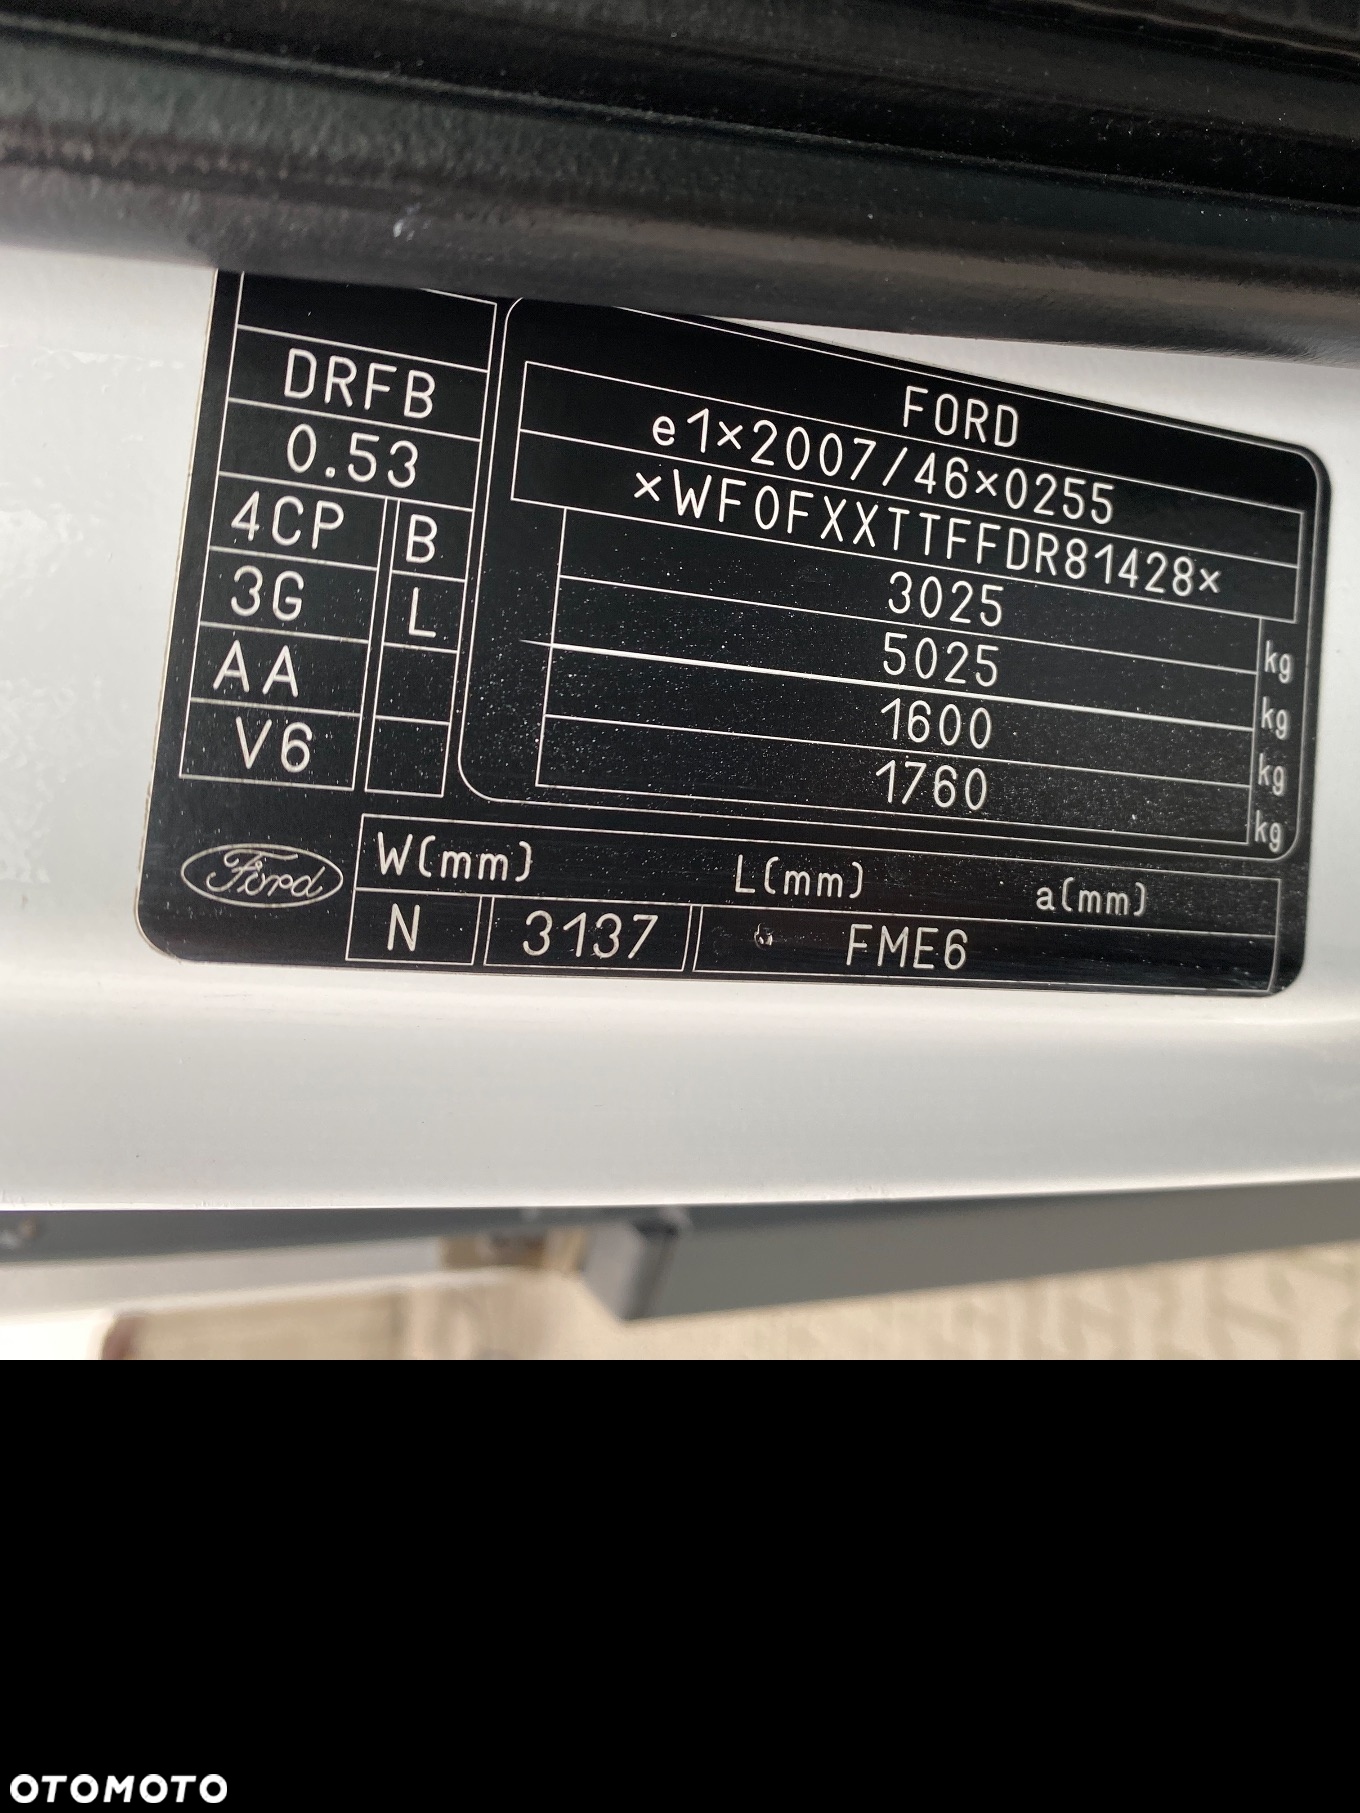 DRFB
0.53
4CP B
3G L
AA
V6
FORD
e1×2007/46×0255
×WF0FXXTTFFDR81428×
3025 kg
5025 kg
1600 kg
1760 kg
Ford
W(mm) L(mm) a(mm)
N 3137 FME6
OTOMOTO